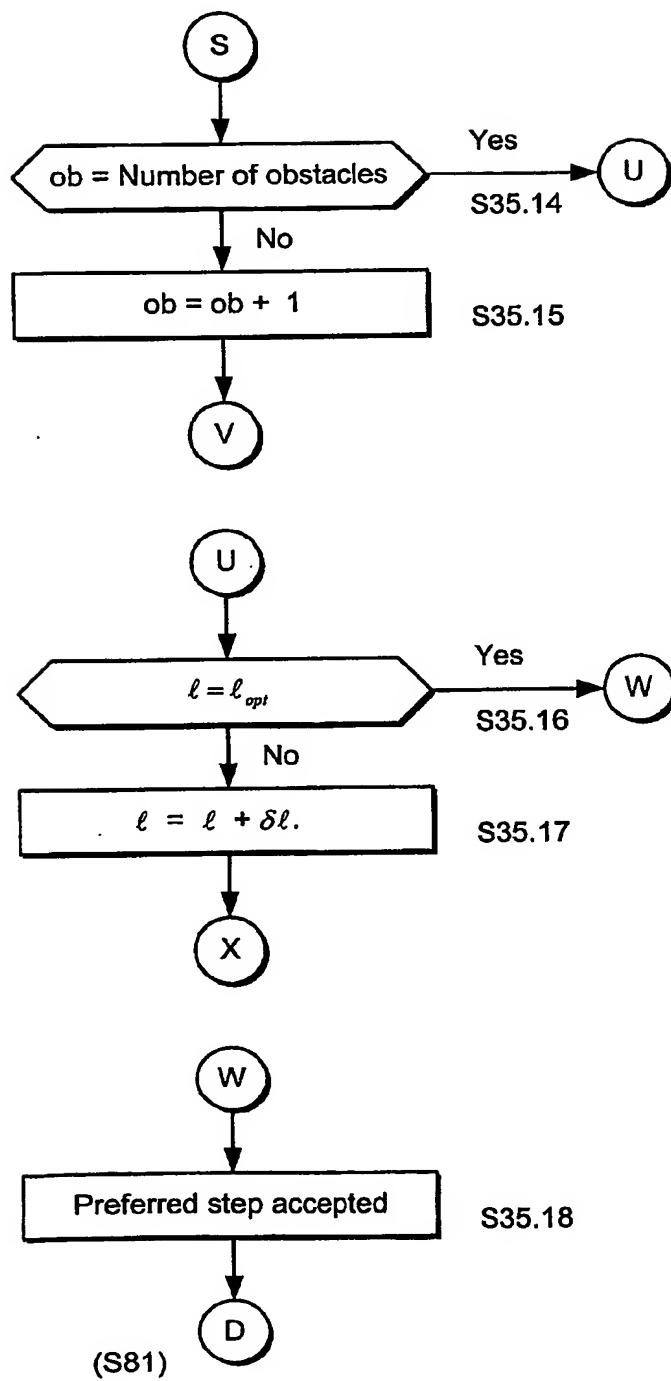 S
ob = Number of obstacles
Yes
U
S35.14
No
ob = ob + 1
S35.15
V
U
ℓ = ℓopt
Yes
W
S35.16
No
ℓ = ℓ + δℓ.
S35.17
X
W
Preferred step accepted
S35.18
D
(S81)